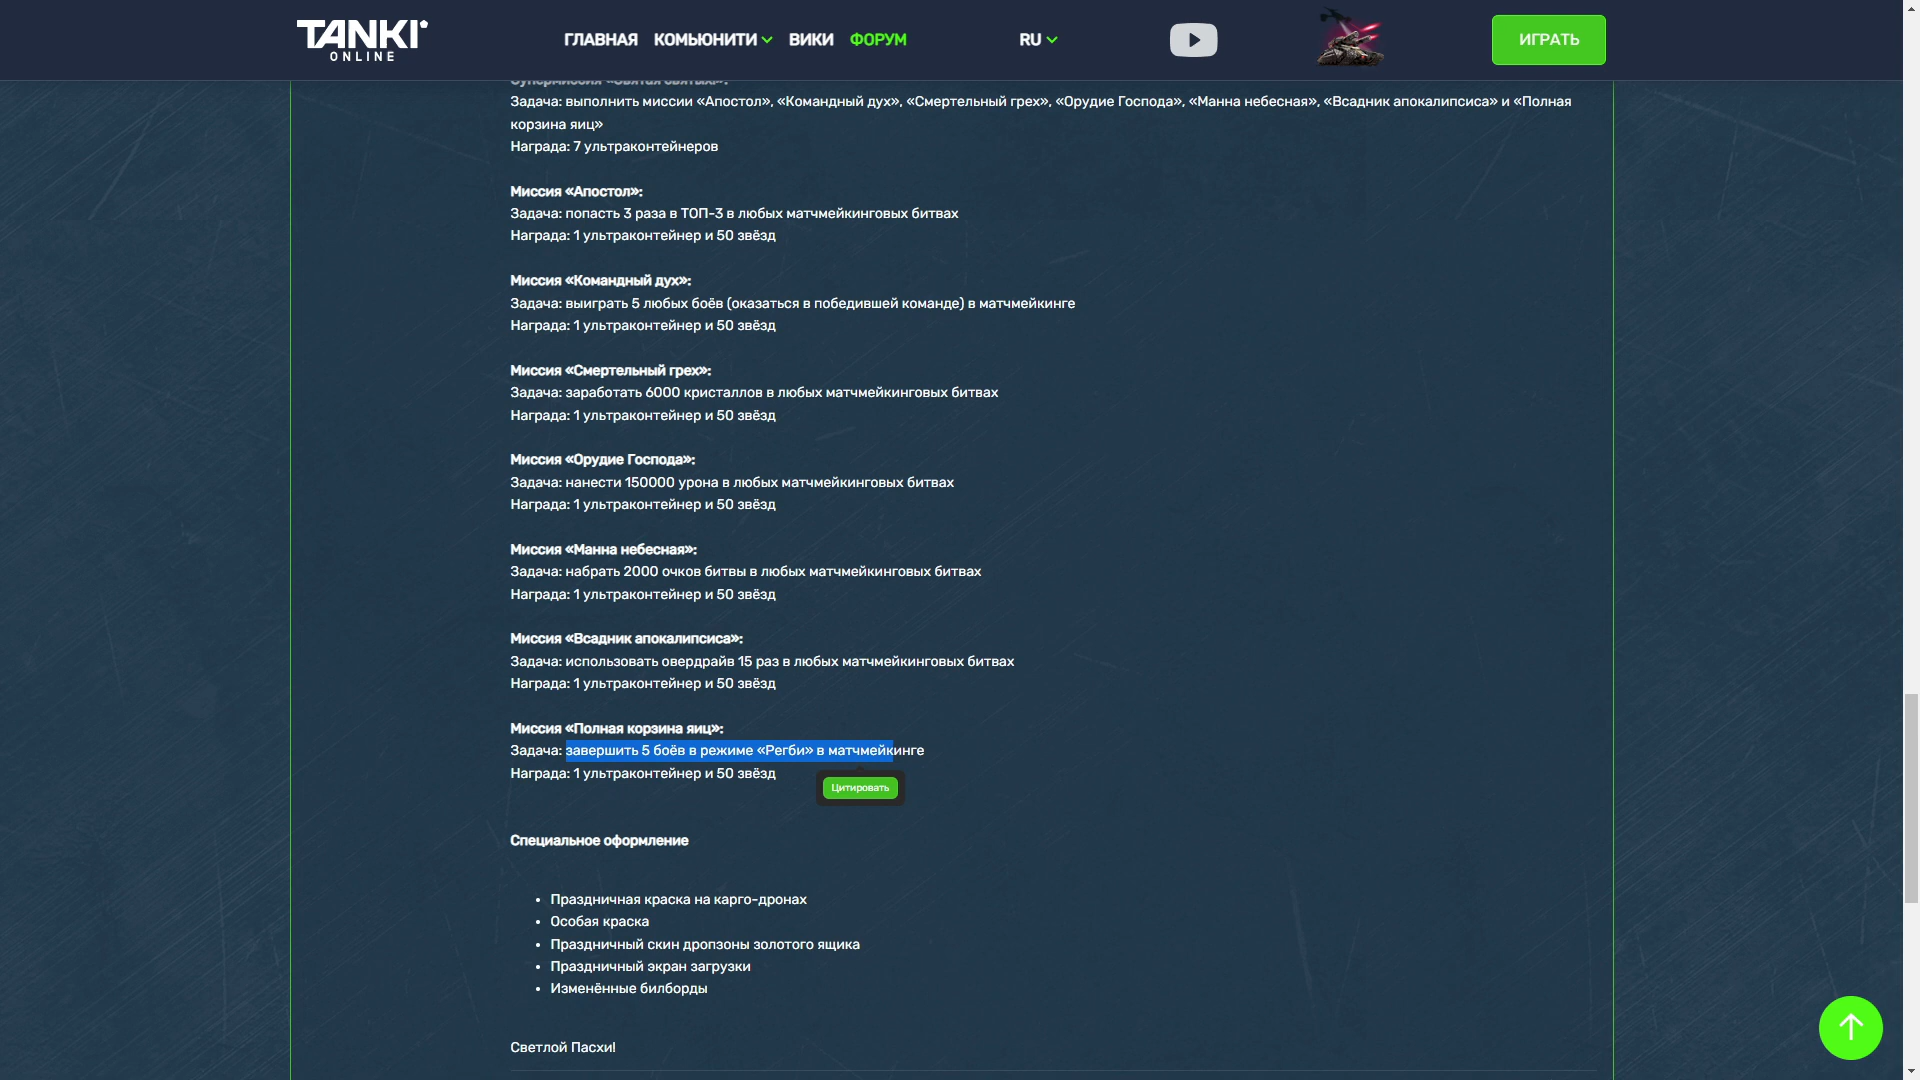 TANKI
ONLINE
ГЛАВНАЯ
КОМЬЮНИТИ
ВИКИ
ФОРУМ
RU
ИГРАТЬ
Супермиссия «Святая святых!»:
Задача: выполнить миссии «Апостол», «Командный дух», «Смертельный грех», «Орудие Господа», «Манна небесная», «Всадник апокалипсиса» и «Полная
корзина яиц»
Награда: 7 ультраконтейнеров
Миссия «Апостол»:
Задача: попасть 3 раза в ТОП-3 в любых матчмейкинговых битвах
Награда: 1 ультраконтейнер и 50 звёзд
Миссия «Командный дух»:
Задача: выиграть 5 любых боёв (оказаться в победившей команде) в матчмейкинге
Награда: 1 ультраконтейнер и 50 звёзд
Миссия «Смертельный грех»:
Задача: заработать 6000 кристаллов в любых матчмейкинговых битвах
Награда: 1 ультраконтейнер и 50 звёзд
Миссия «Орудие Господа»:
Задача: нанести 150000 урона в любых матчмейкинговых битвах
Награда: 1 ультраконтейнер и 50 звёзд
Миссия «Манна небесная»:
Задача: набрать 2000 очков битвы в любых матчмейкинговых битвах
Награда: 1 ультраконтейнер и 50 звёзд
Миссия «Всадник апокалипсиса»:
Задача: использовать овердрайв 15 раз в любых матчмейкинговых битвах
Награда: 1 ультраконтейнер и 50 звёзд
Миссия «Полная корзина яиц»:
Задача: завершить 5 боёв в режиме «Регби» в матчмейкинге
Награда: 1 ультраконтейнер и 50 звёзд
Цитировать
Специальное оформление
Праздничная краска на карго-дронах
Особая краска
Праздничный скин дропзоны золотого ящика
Праздничный экран загрузки
Изменённые билборды
Светлой Пасхи!